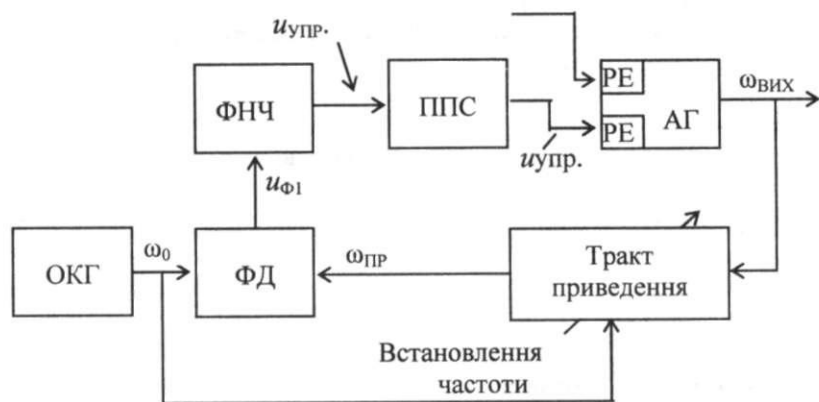 uУПР.
ФНЧ
ППС
РЕ
РЕ
АГ
ωВИХ
uупр.
uФ1
ОКГ
ω0
ФД
ωПР
Тракт
приведення
Встановлення
частоти